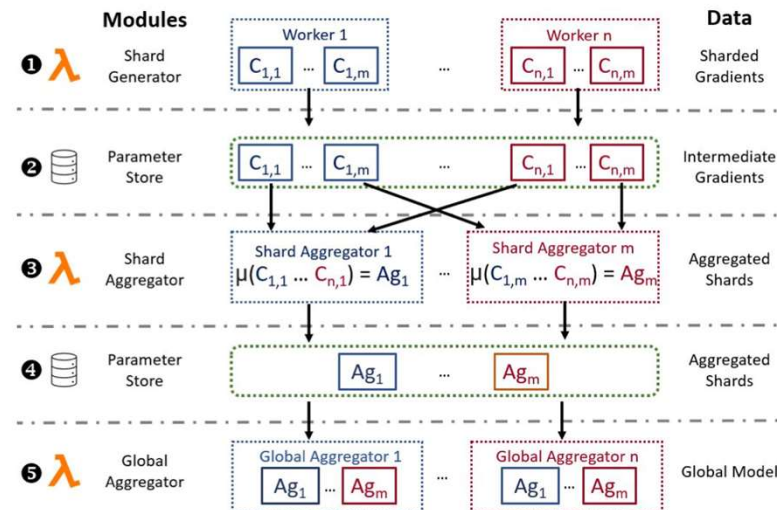 Modules
Data
Worker 1
Worker n
❶ λ Shard
Generator
C1,1 ... C1,m
...
Cn,1 ... Cn,m
Sharded
Gradients
❷ Parameter
Store
C1,1 ... C1,m
...
Cn,1 ... Cn,m
Intermediate
Gradients
❸ λ Shard
Aggregator
Shard Aggregator 1
μ(C1,1 ... Cn,1) = Ag1
...
Shard Aggregator m
μ(C1,m ... Cn,m) = Agm
Aggregated
Shards
❹ Parameter
Store
Ag1
...
Agm
Aggregated
Shards
❺ λ Global
Aggregator
Global Aggregator 1
Ag1 ... Agm
...
Global Aggregator n
Ag1 ... Agm
Global Model